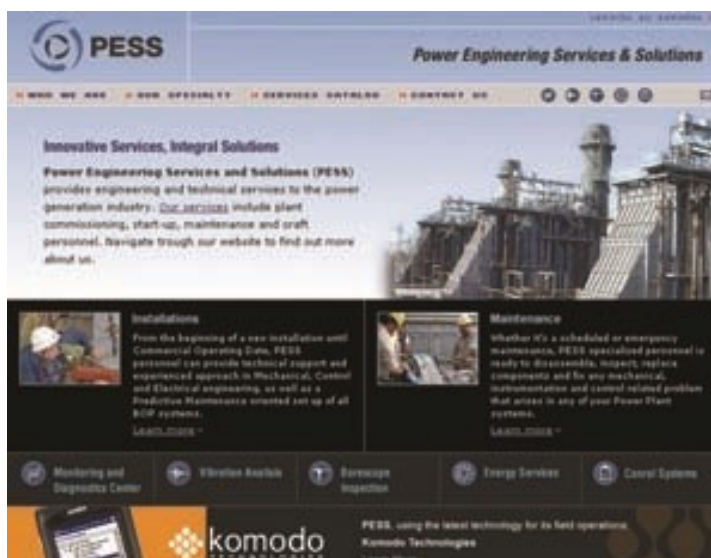 PESS
Power Engineering Services & Solutions
WHO WE ARE
OUR SPECIALTY
SERVICES CATALOG
CONTACT US
Innovative Services, Integral Solutions
Power Engineering Services and Solutions (PESS)
provides engineering and technical services to the power
generation industry. Our services include plant
commissioning, start-up, maintenance and craft
personnel. Navigate trough our website to find out more
about us.
Installations
From the beginning of a new installation until
Commercial Operating Date, PESS
personnel can provide technical support and
experienced approach in Mechanical, Control
and Electrical engineering, as well as a
Predictive Maintenance oriented set up of all
BOP systems.
Learn more
Maintenance
Whether it's a scheduled or emergency
maintenance, PESS specialized personnel is
ready to disassemble, inspect, replace
components and fix any mechanical,
instrumentation and control related problem
that arises in any of your Power Plant
systems.
Learn more
Monitoring and
Diagnostics Center
Vibration Analisis
Borescope
Inspection
Energy Services
Conrol Systems
komodo
PESS, using the latest technology for its field operations
Komodo Technologies